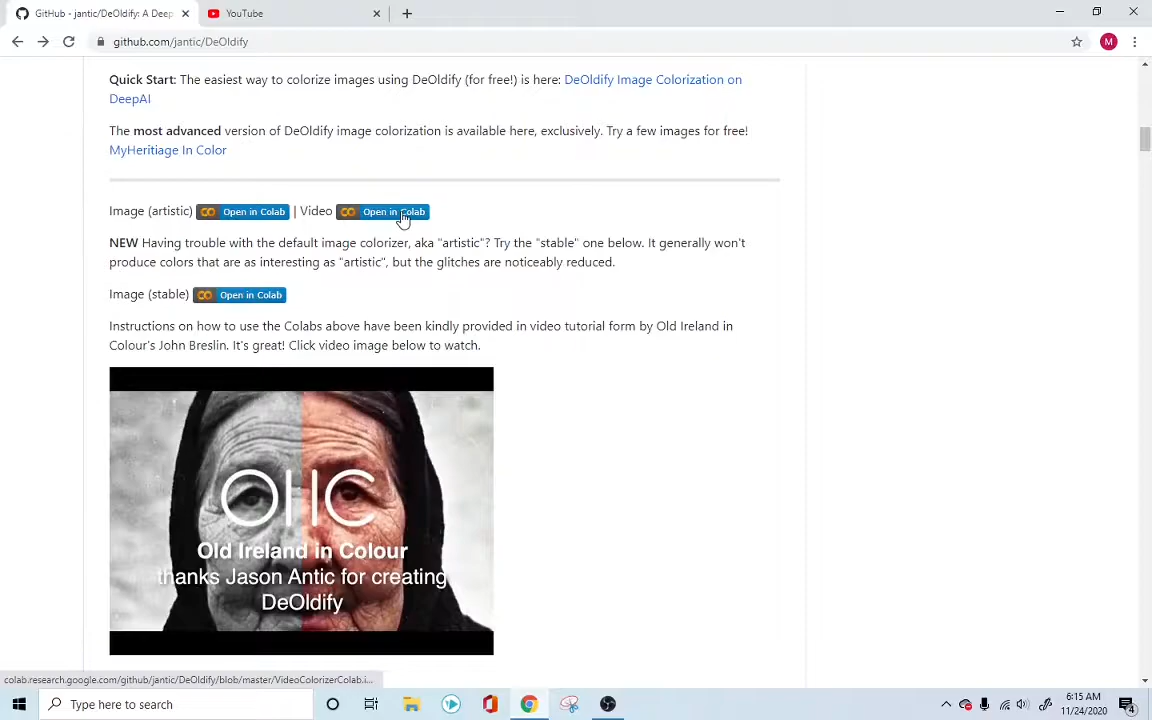 GitHub - jantic/DeOldify: A Deep
YouTube
github.com/jantic/DeOldify
M
Quick Start: The easiest way to colorize images using DeOldify (for free!) is here: DeOldify Image Colorization on
DeepAI
The most advanced version of DeOldify image colorization is available here, exclusively. Try a few images for free!
MyHeritiage In Color
Image (artistic) Open in Colab | Video Open in Colab
NEW Having trouble with the default image colorizer, aka "artistic"? Try the "stable" one below. It generally won't
produce colors that are as interesting as "artistic", but the glitches are noticeably reduced.
Image (stable) Open in Colab
Instructions on how to use the Colabs above have been kindly provided in video tutorial form by Old Ireland in
Colour's John Breslin. It's great! Click video image below to watch.
OIIC
Old Ireland in Colour
thanks Jason Antic for creating
DeOldify
colab.research.google.com/github/jantic/DeOldify/blob/master/VideoColorizerColab.i...
Type here to search
6:15 AM
11/24/2020
4